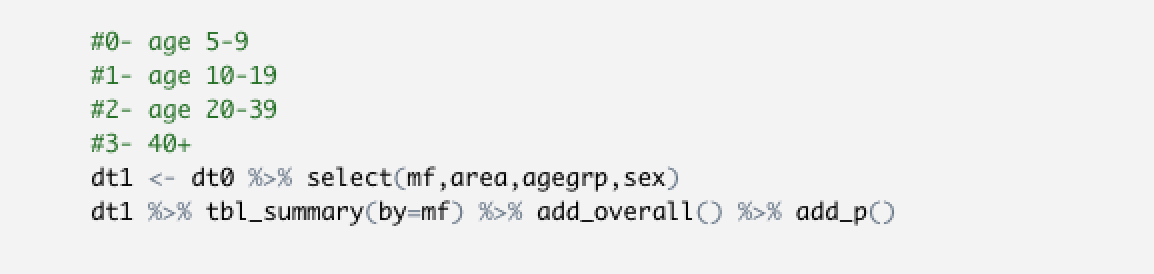 #0- age 5-9
#1- age 10-19
#2- age 20-39
#3- 40+
dt1 <- dt0 %>% select(mf,area,agegrp,sex)
dt1 %>% tbl_summary(by=mf) %>% add_overall() %>% add_p()